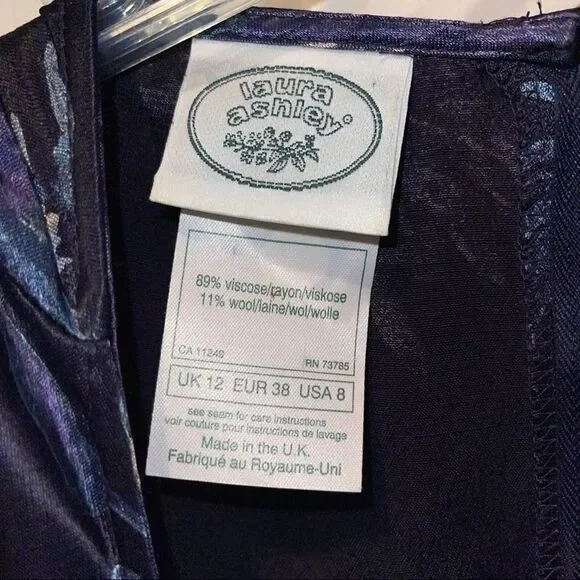 laura
ashley®
89% viscose/rayon/viskose
11% wool/laine/wol/wolle
CA 11249 RN 73785
UK 12 EUR 38 USA 8
see seam for care instructions
voir couture pour instructions de lavage
Made in the U.K.
Fabriqué au Royaume-Uni